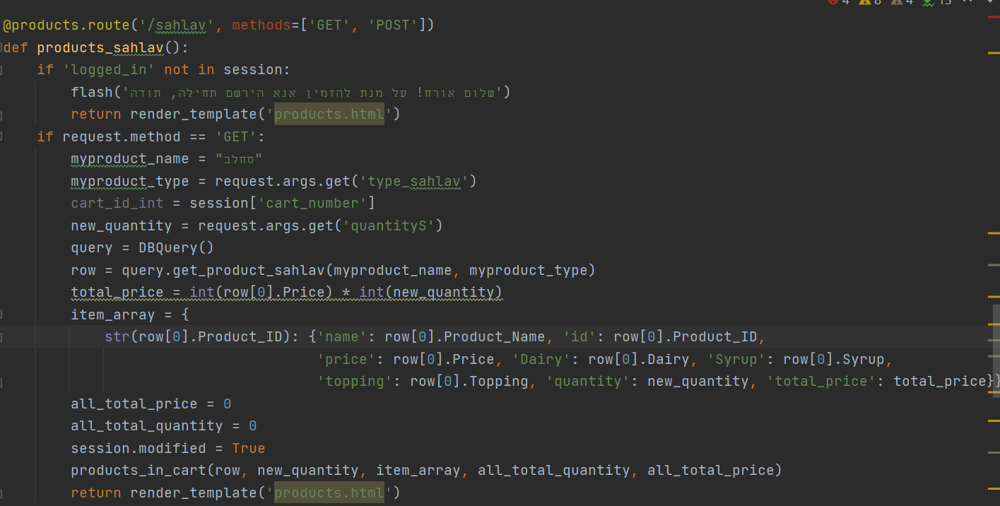 4 8 4 15
@products.route('/sahlav', methods=['GET', 'POST'])
def products_sahlav():
    if 'logged_in' not in session:
        flash('שלום אורח! על מנת להזמין אנא הירשם תחילה, תודה')
        return render_template('products.html')
    if request.method == 'GET':
        myproduct_name = "סחלב"
        myproduct_type = request.args.get('type_sahlav')
        cart_id_int = session['cart_number']
        new_quantity = request.args.get('quantityS')
        query = DBQuery()
        row = query.get_product_sahlav(myproduct_name, myproduct_type)
        total_price = int(row[0].Price) * int(new_quantity)
        item_array = {
            str(row[0].Product_ID): {'name': row[0].Product_Name, 'id': row[0].Product_ID,
                                     'price': row[0].Price, 'Dairy': row[0].Dairy, 'Syrup': row[0].Syrup,
                                     'topping': row[0].Topping, 'quantity': new_quantity, 'total_price': total_price}}
        all_total_price = 0
        all_total_quantity = 0
        session.modified = True
        products_in_cart(row, new_quantity, item_array, all_total_quantity, all_total_price)
        return render_template('products.html')